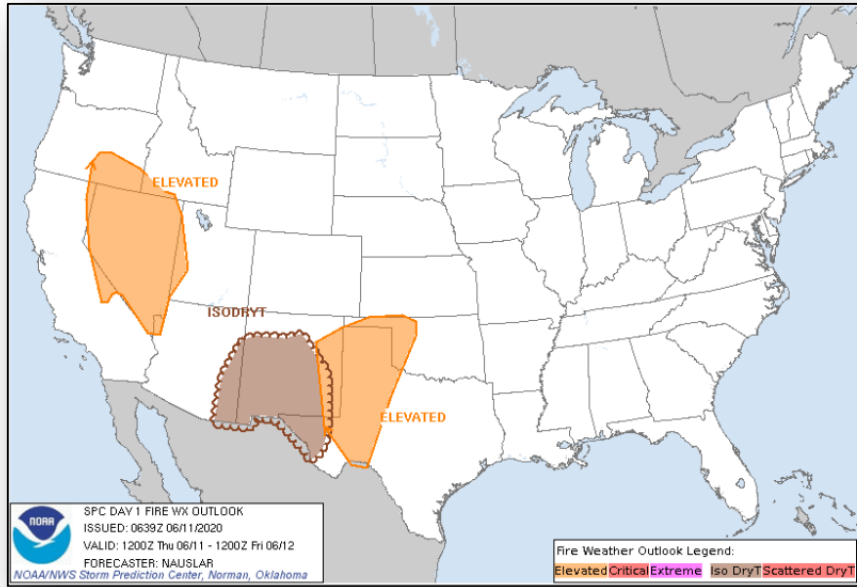 ELEVATED
ISODRYT
ELEVATED
NOAA
SPC DAY 1 FIRE WX OUTLOOK
ISSUED: 0639Z 06/11/2020
VALID: 1200Z Thu 06/11 - 1200Z Fri 06/12
FORECASTER: NAUSLAR
NOAA/NWS Storm Prediction Center, Norman, Oklahoma
Fire Weather Outlook Legend:
Elevated Critical Extreme Iso DryT Scattered DryT